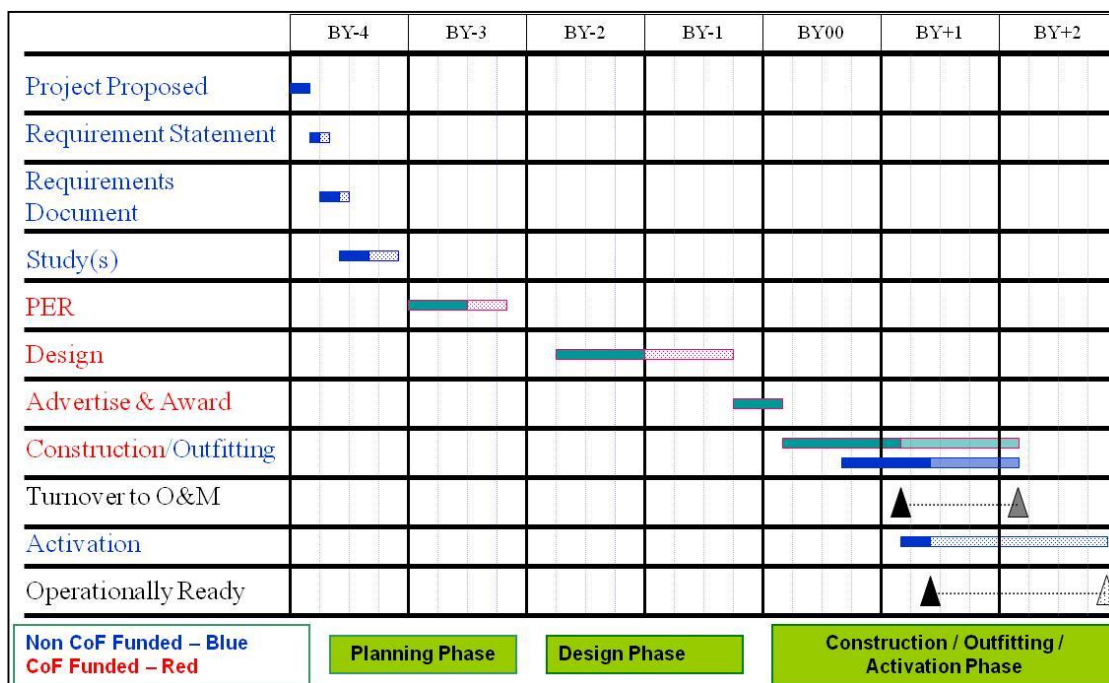 BY-4 BY-3 BY-2 BY-1 BY00 BY+1 BY+2
Project Proposed
Requirement Statement
Requirements
Document
Study(s)
PER
Design
Advertise & Award
Construction/Outfitting
Turnover to O&M
Activation
Operationally Ready
Non CoF Funded – Blue
CoF Funded – Red
Planning Phase
Design Phase
Construction / Outfitting /
Activation Phase